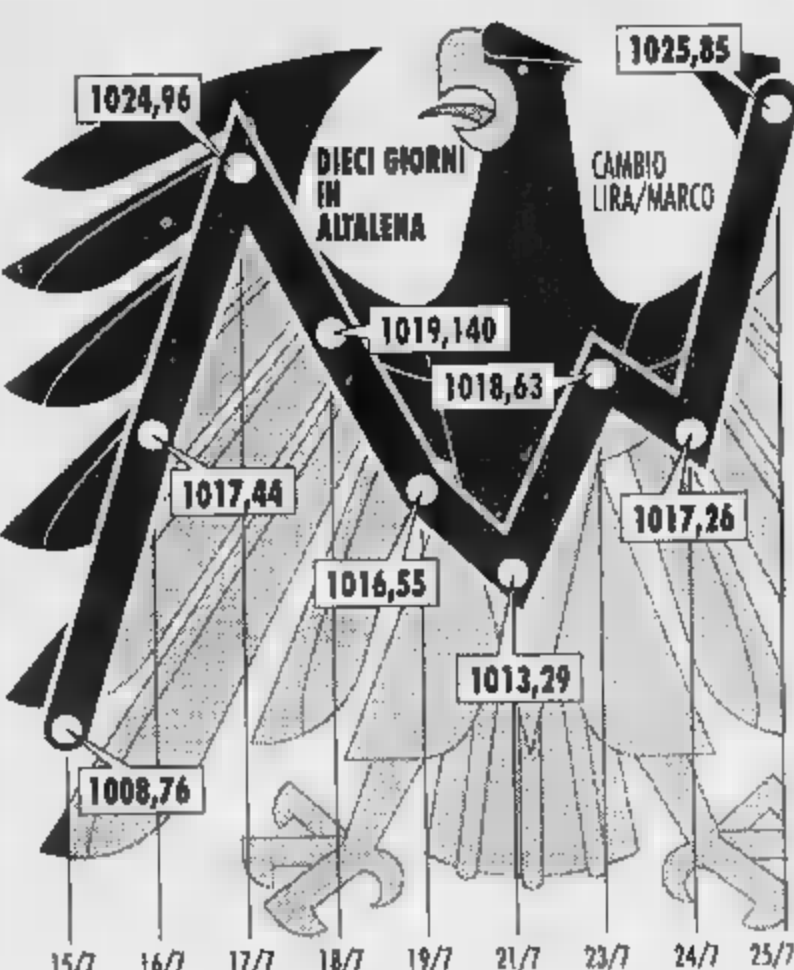 1025,85
1024,96
DIECI GIORNI
IN
ALTALENA
CAMBIO
LIRA/MARCO
1019,140
1018,63
1017,44
1017,26
1016,55
1013,29
1008,76
15/7 16/7 17/7 18/7 19/7 21/7 23/7 24/7 25/7